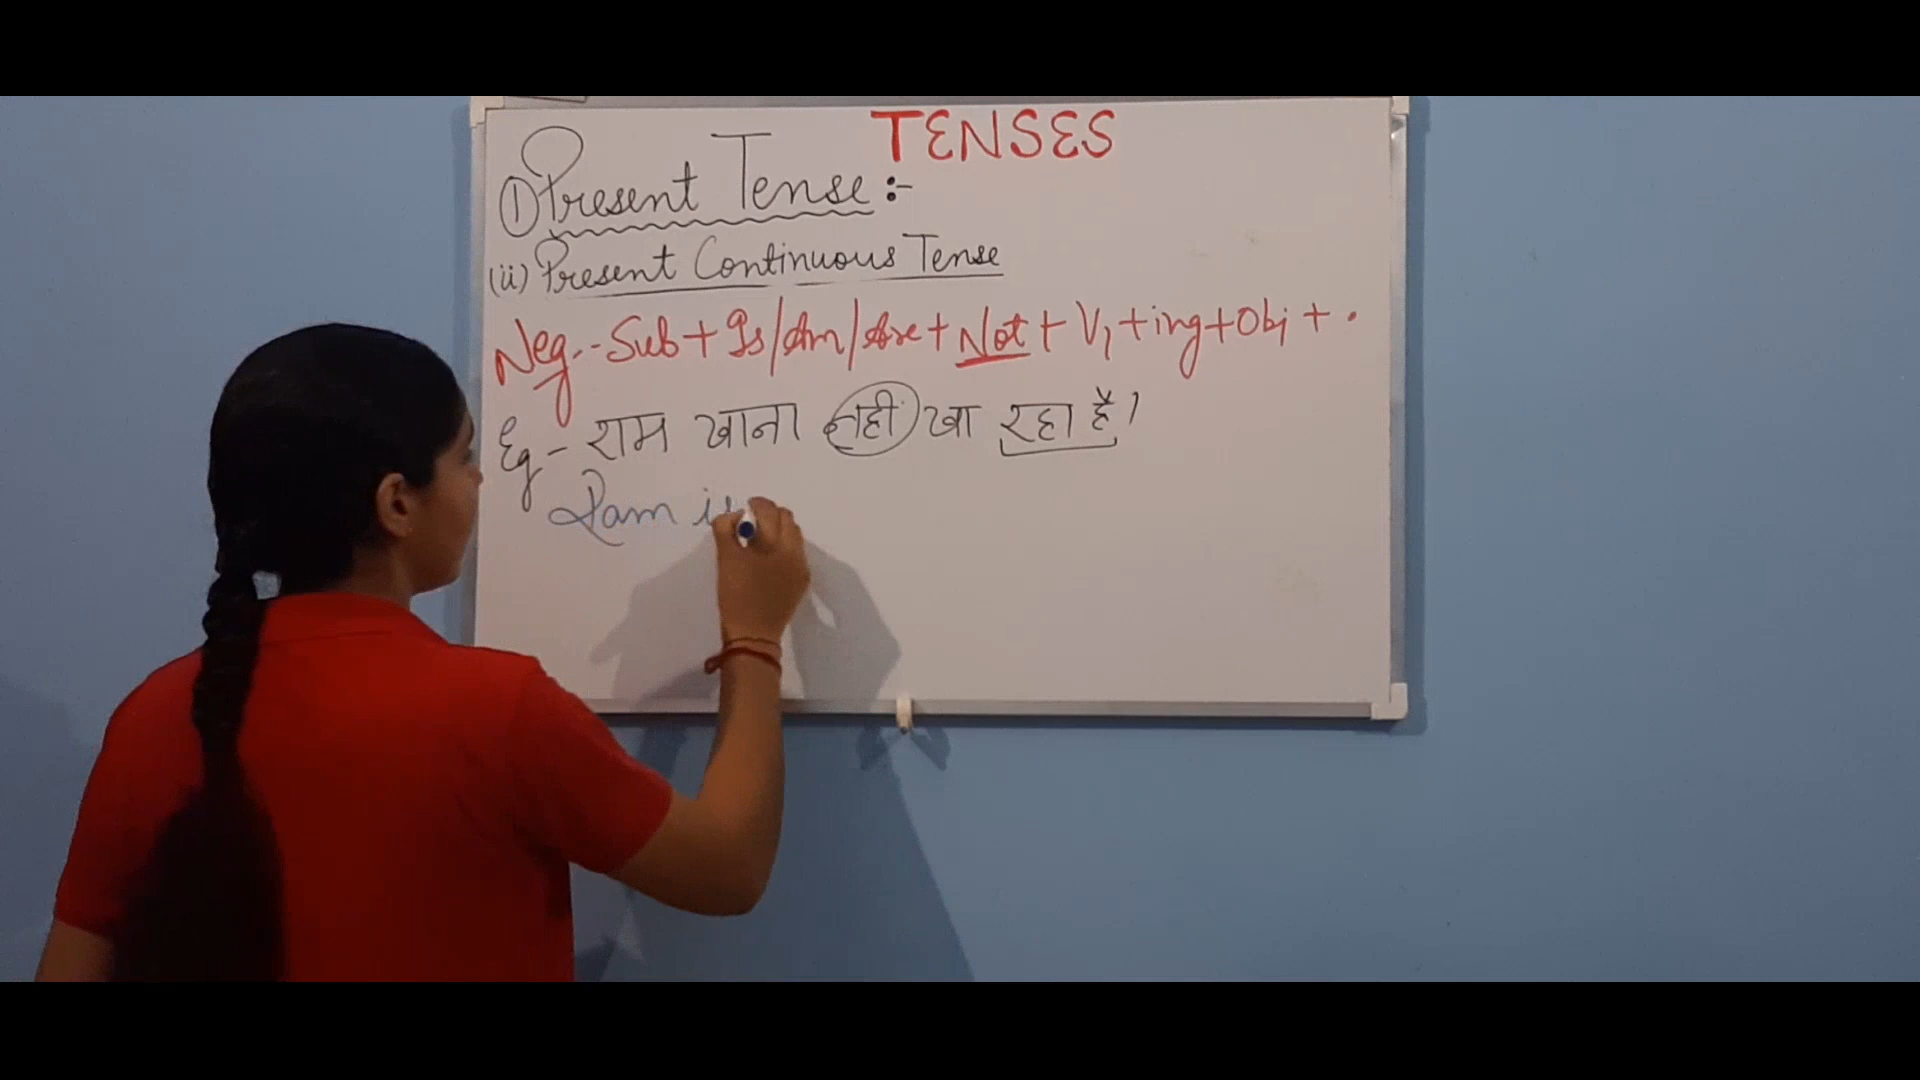 TENSES
① Present Tense :-
(ii) Present Continuous Tense
Neg.- Sub + Is/Am/Are + Not + V1 + ing + Obj + .
Eg - राम खाना नहीं खा रहा है।
Ram is